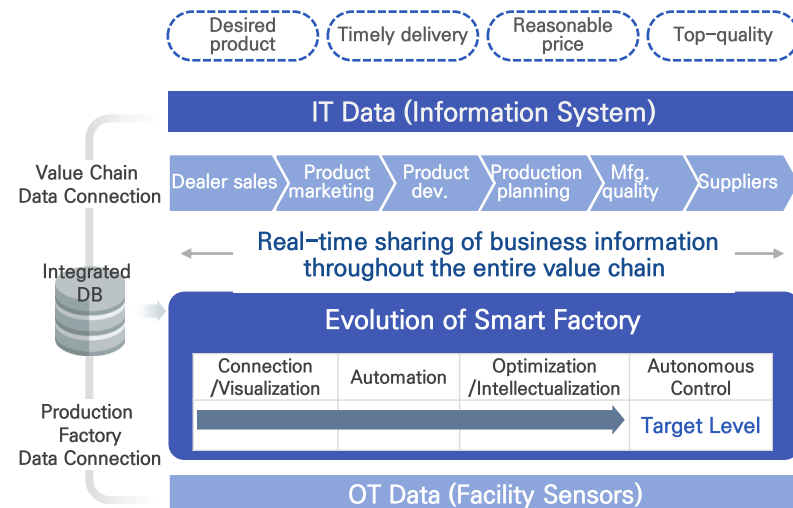 Desired
product
Timely delivery
Reasonable
price
Top-quality
IT Data (Information System)
Value Chain
Data Connection
Dealer sales
Product
marketing
Product
dev.
Production
planning
Mfg.
quality
Suppliers
Real-time sharing of business information
throughout the entire value chain
Integrated
DB
Evolution of Smart Factory
Connection
/Visualization
Automation
Optimization
/Intellectualization
Autonomous
Control
Target Level
Production
Factory
Data Connection
OT Data (Facility Sensors)